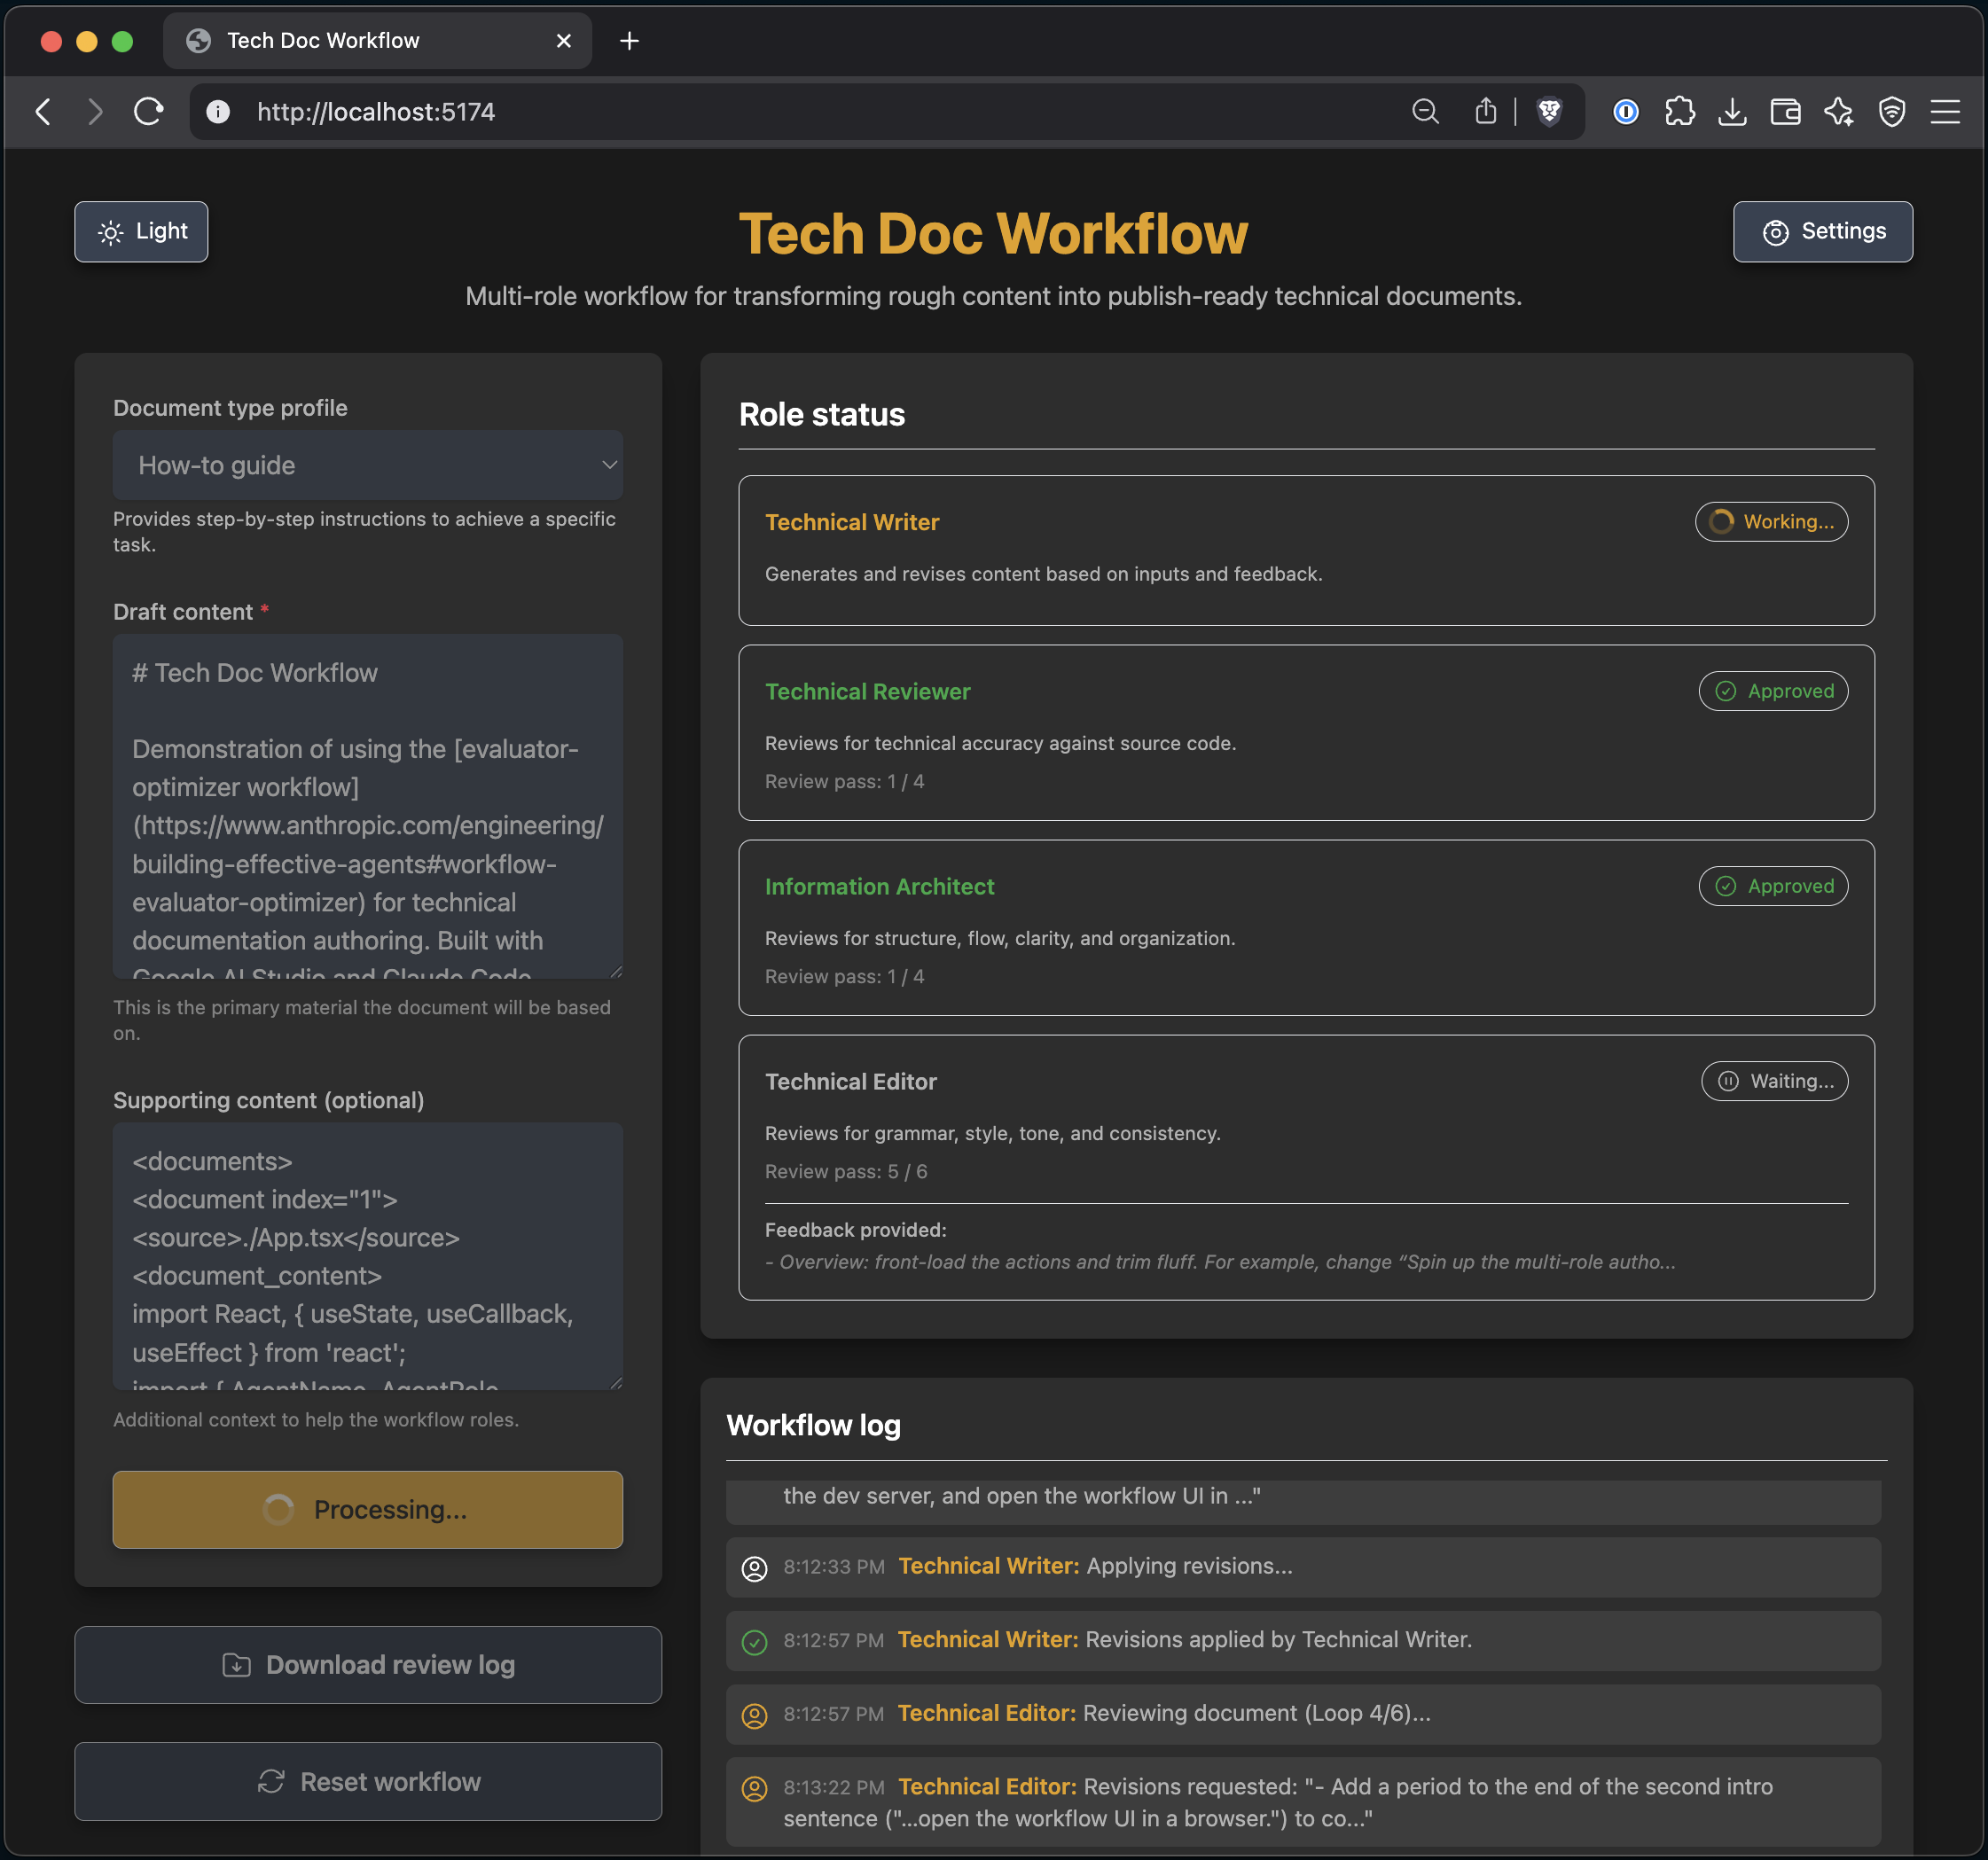 Tech Doc Workflow
http://localhost:5174
Light
Tech Doc Workflow
Settings
Multi-role workflow for transforming rough content into publish-ready technical documents.
Document type profile
How-to guide
Provides step-by-step instructions to achieve a specific
task.
Draft content *
# Tech Doc Workflow
Demonstration of using the [evaluator-
optimizer workflow]
(https://www.anthropic.com/engineering/
building-effective-agents#workflow-
evaluator-optimizer) for technical
documentation authoring. Built with
Google AI Studio and Claude Code
This is the primary material the document will be based
on.
Supporting content (optional)
<documents>
<document index="1">
<source>./App.tsx</source>
<document_content>
import React, { useState, useCallback,
useEffect } from 'react';
import { AgentName, AgentRole
Additional context to help the workflow roles.
Processing...
Download review log
Reset workflow
Role status
Technical Writer
Working...
Generates and revises content based on inputs and feedback.
Technical Reviewer
Approved
Reviews for technical accuracy against source code.
Review pass: 1 / 4
Information Architect
Approved
Reviews for structure, flow, clarity, and organization.
Review pass: 1 / 4
Technical Editor
Waiting...
Reviews for grammar, style, tone, and consistency.
Review pass: 5 / 6
Feedback provided:
- Overview: front-load the actions and trim fluff. For example, change “Spin up the multi-role autho...
Workflow log
the dev server, and open the workflow UI in ..."
8:12:33 PM Technical Writer: Applying revisions...
8:12:57 PM Technical Writer: Revisions applied by Technical Writer.
8:12:57 PM Technical Editor: Reviewing document (Loop 4/6)...
8:13:22 PM Technical Editor: Revisions requested: "- Add a period to the end of the second intro
sentence ("...open the workflow UI in a browser.") to co..."